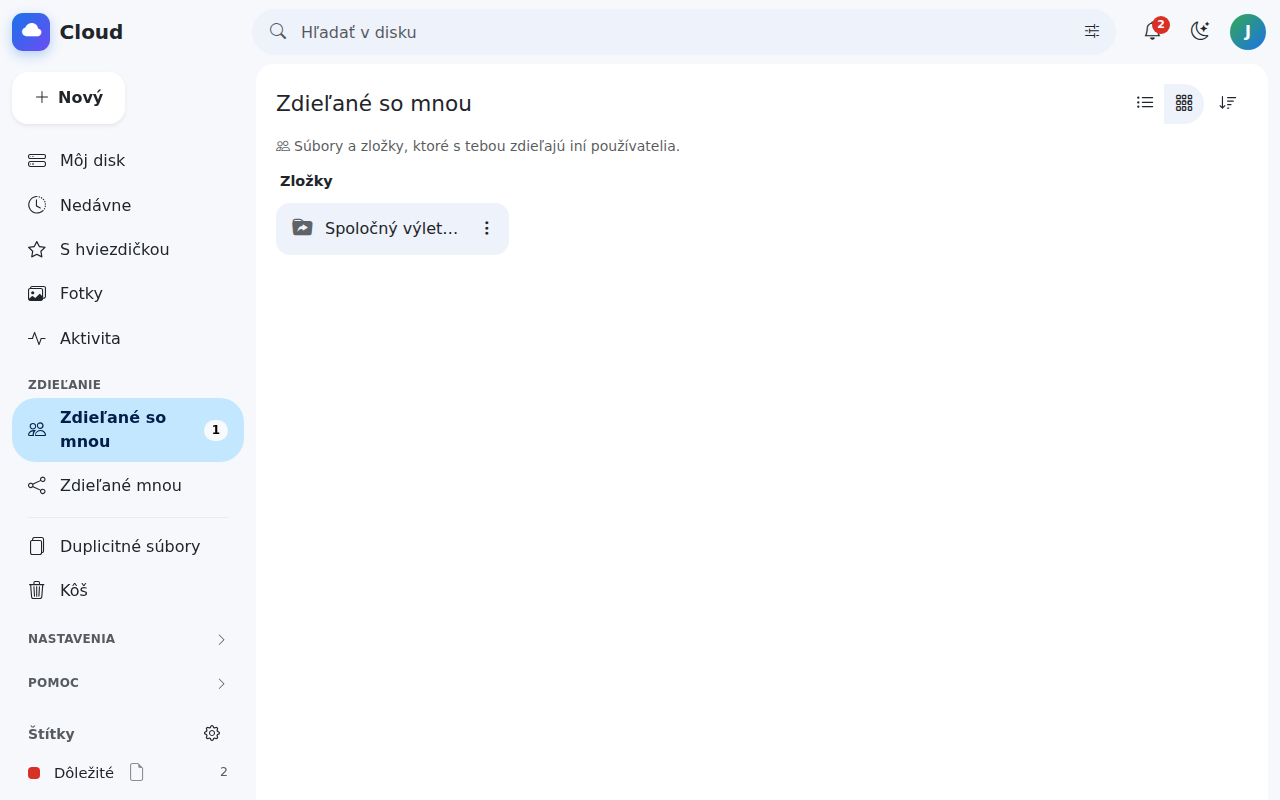 Cloud
Hľadať v disku
2
J
Nový
Môj disk
Nedávne
S hviezdičkou
Fotky
Aktivita
ZDIEĽANIE
Zdieľané so
mnou
1
Zdieľané mnou
Duplicitné súbory
Kôš
NASTAVENIA
POMOC
Štítky
Dôležité
2
Zdieľané so mnou
Súbory a zložky, ktoré s tebou zdieľajú iní používatelia.
Zložky
Spoločný výlet...